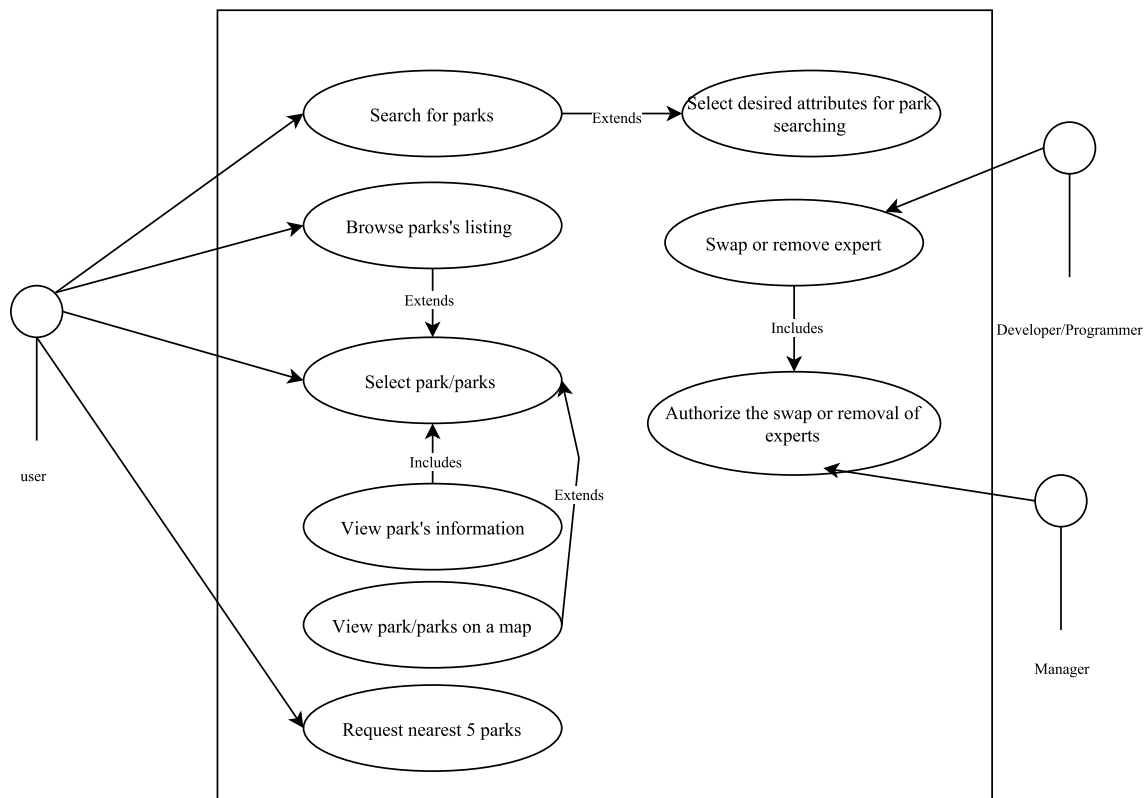 Search for parks
Extends
Select desired attributes for park
searching
Browse parks's listing
Swap or remove expert
Extends
Includes
Developer/Programmer
Select park/parks
Authorize the swap or removal of
experts
Includes
user
Extends
View park's information
View park/parks on a map
Manager
Request nearest 5 parks